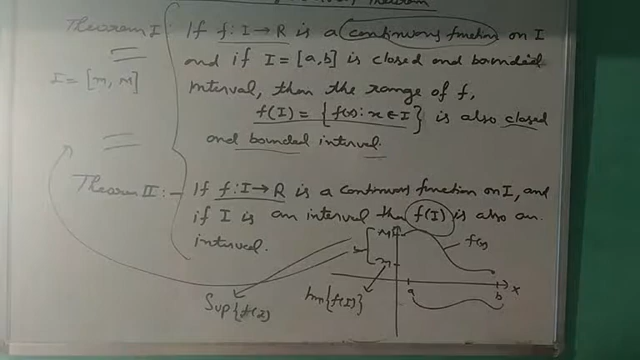 Theorem
Theorem I: If f: I → R is a continuous function on I
and if I = [a, b] is closed and bounded
I = [m, M]
interval, then the range of f,
f(I) = {f(x): x ∈ I} is also closed
and bounded interval.
Theorem II: - If f: I → R is a continuous function on I, and
if I is an interval then f(I) is also an
interval.
M
f(x)
m
a
b
x
Sup{f(x)
{f(I)}